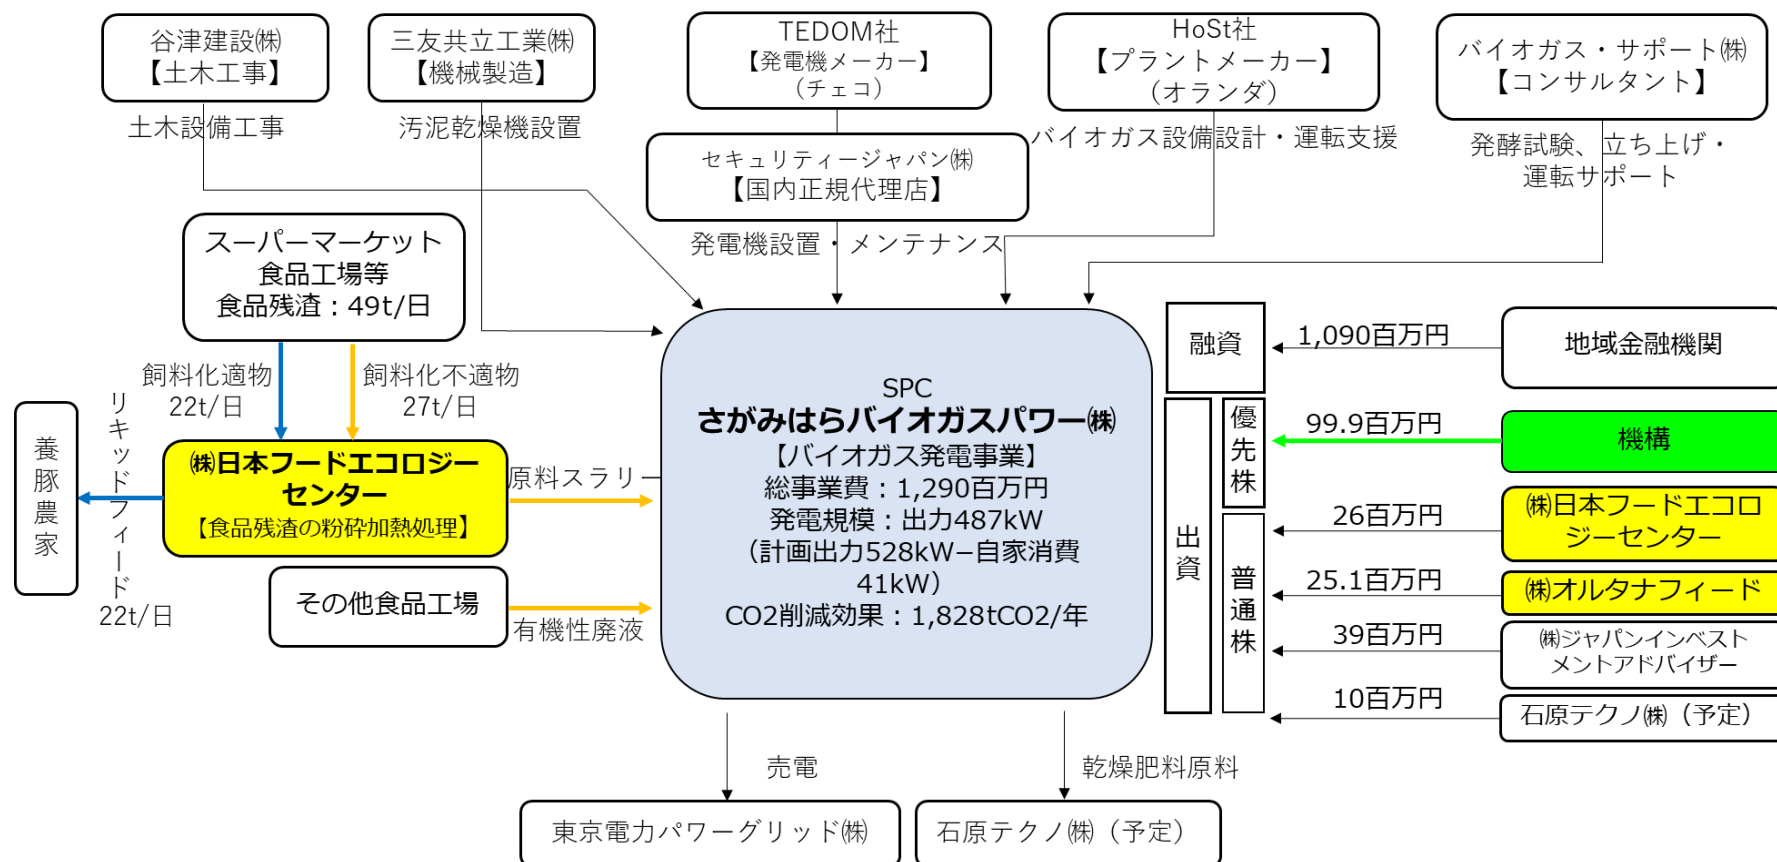 谷津建設㈱
【土木工事】
三友共立工業㈱
【機械製造】
TEDOM社
【発電機メーカー】
（チェコ）
HoSt社
【プラントメーカー】
（オランダ）
バイオガス・サポート㈱
【コンサルタント】
土木設備工事
汚泥乾燥機設置
セキュリティージャパン㈱
【国内正規代理店】
バイオガス設備設計・運転支援
発酵試験、立ち上げ・
運転サポート
発電機設置・メンテナンス
スーパーマーケット
食品工場等
食品残渣：49t/日
飼料化適物
22t/日
飼料化不適物
27t/日
養豚農家
リキッドフィード
22t/日
㈱日本フードエコロジー
センター
【食品残渣の粉砕加熱処理】
原料スラリー
その他食品工場
有機性廃液
SPC
さがみはらバイオガスパワー㈱
【バイオガス発電事業】
総事業費：1,290百万円
発電規模：出力487kW
（計画出力528kW−自家消費
41kW）
CO2削減効果：1,828tCO2/年
融資
1,090百万円
地域金融機関
出資
優先株
99.9百万円
機構
普通株
26百万円
㈱日本フードエコロ
ジーセンター
25.1百万円
㈱オルタナフィード
39百万円
㈱ジャパンインベスト
メントアドバイザー
10百万円
石原テクノ㈱（予定）
売電
乾燥肥料原料
東京電力パワーグリッド㈱
石原テクノ㈱（予定）